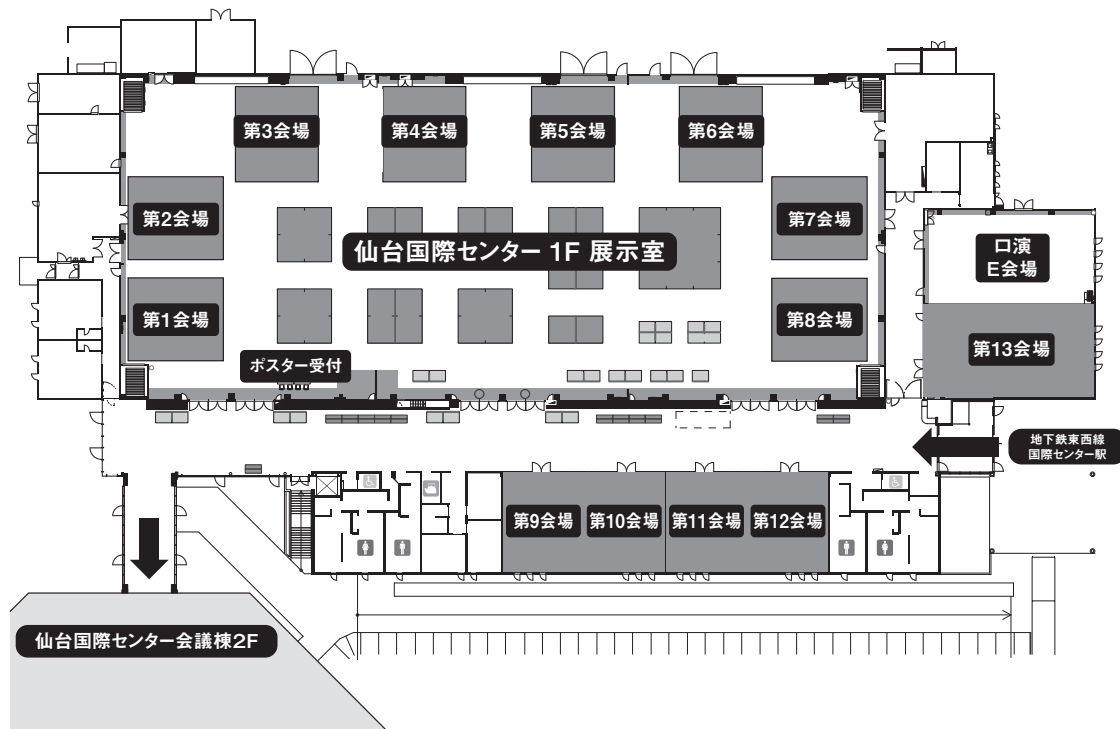 第3会場
第4会場
第5会場
第6会場
第2会場
第7会場
仙台国際センター 1F 展示室
口演
E会場
第1会場
第8会場
第13会場
ポスター受付
地下鉄東西線
国際センター駅
第9会場
第10会場
第11会場
第12会場
仙台国際センター会議棟2F